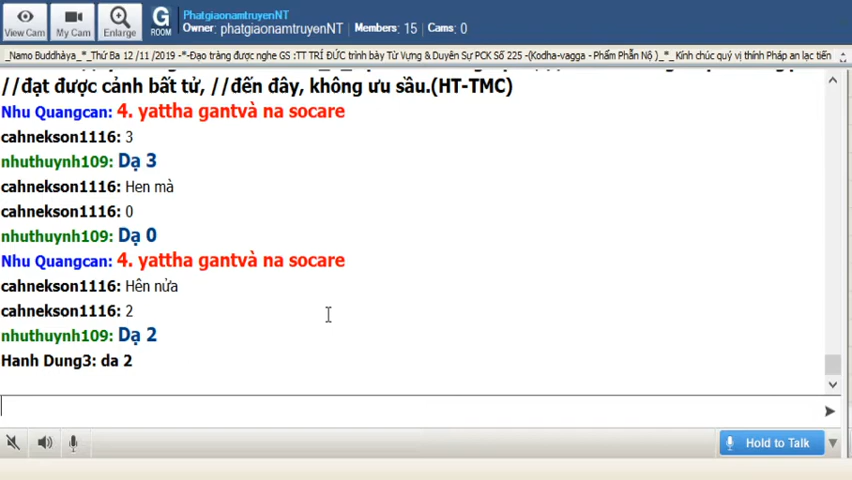 PhatgiaonamtruyenNT
Owner: phatgiaonamtruyenNT Members: 15 Cams: 0
View Cam My Cam Enlarge G ROOM
_Namo Buddhàya_*_Thứ Ba 12 /11 /2019 -*-Đạo tràng được nghe GS :TT TRÍ ĐỨC trình bày Từ Vựng & Duyên Sự PCK Số 225 -(Kodha-vagga - Phẩm Phẫn Nộ )_*_ Kính chúc quý vị thính Pháp an lạc tiến
//đạt được cảnh bất tử, //đến đây, không ưu sầu.(HT-TMC)
Nhu Quangcan: 4. yattha gantvà na socare
cahnekson1116: 3
nhuthuynh109: Dạ 3
cahnekson1116: Hen mà
cahnekson1116: 0
nhuthuynh109: Dạ 0
Nhu Quangcan: 4. yattha gantvà na socare
cahnekson1116: Hên nửa
cahnekson1116: 2
nhuthuynh109: Dạ 2
Hanh Dung3: da 2
Hold to Talk